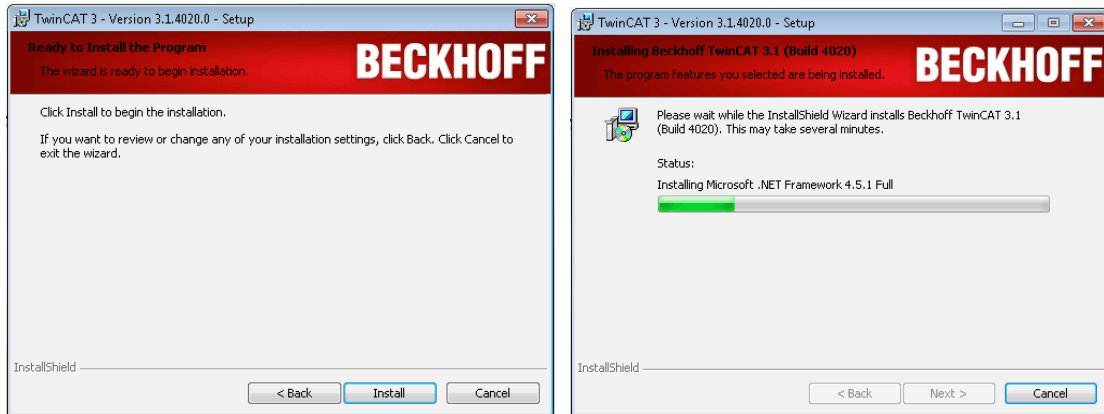 TwinCAT 3 - Version 3.1.4020.0 - Setup
Ready to Install the Program
The wizard is ready to begin installation.
BECKHOFF
Click Install to begin the installation.
If you want to review or change any of your installation settings, click Back. Click Cancel to
exit the wizard.
InstallShield
< Back
Install
Cancel
TwinCAT 3 - Version 3.1.4020.0 - Setup
Installing Beckhoff TwinCAT 3.1 (Build 4020)
The program features you selected are being installed.
BECKHOFF
Please wait while the InstallShield Wizard installs Beckhoff TwinCAT 3.1
(Build 4020). This may take several minutes.
Status:
Installing Microsoft .NET Framework 4.5.1 Full
InstallShield
< Back
Next >
Cancel